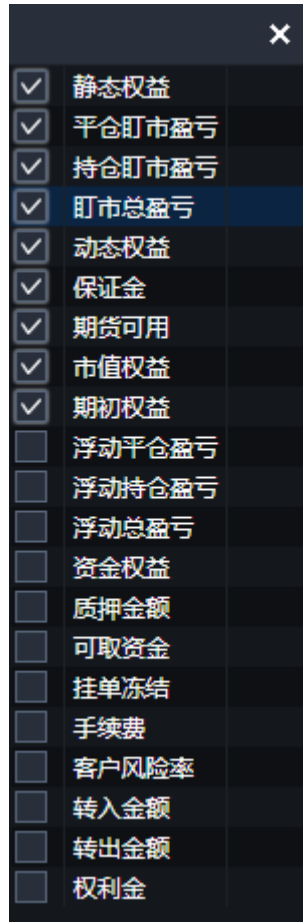 静态权益
平仓盯市盈亏
持仓盯市盈亏
盯市总盈亏
动态权益
保证金
期货可用
市值权益
期初权益
浮动平仓盈亏
浮动持仓盈亏
浮动总盈亏
资金权益
质押金额
可取资金
挂单冻结
手续费
客户风险率
转入金额
转出金额
权利金